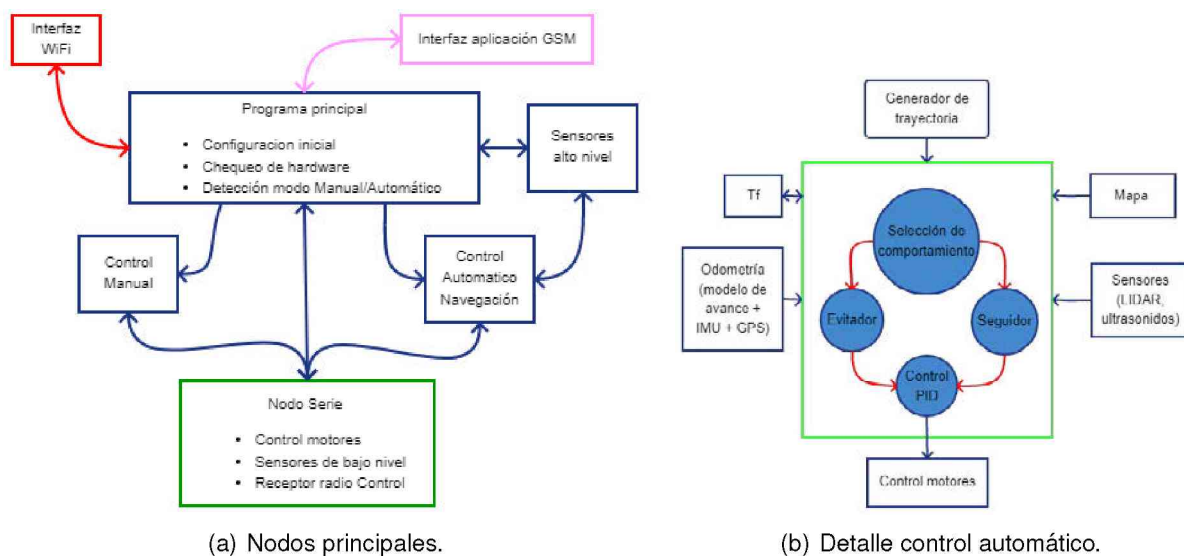 Interfaz
WiFi
Interfaz aplicación GSM
Programa principal
• Configuracion inicial
• Chequeo de hardware
• Detección modo Manual/Automático
Sensores
alto nivel
Control
Manual
Control
Automatico
Navegación
Nodo Serie
• Control motores
• Sensores de bajo nivel
• Receptor radio Control
(a) Nodos principales.
Generador de
trayectoria
Tf
Mapa
Selección de
comportamiento
Odometría
(modelo de
avance +
IMU + GPS)
Sensores
(LIDAR,
ultrasonidos)
Evitador
Seguidor
Control
PID
Control motores
(b) Detalle control automático.